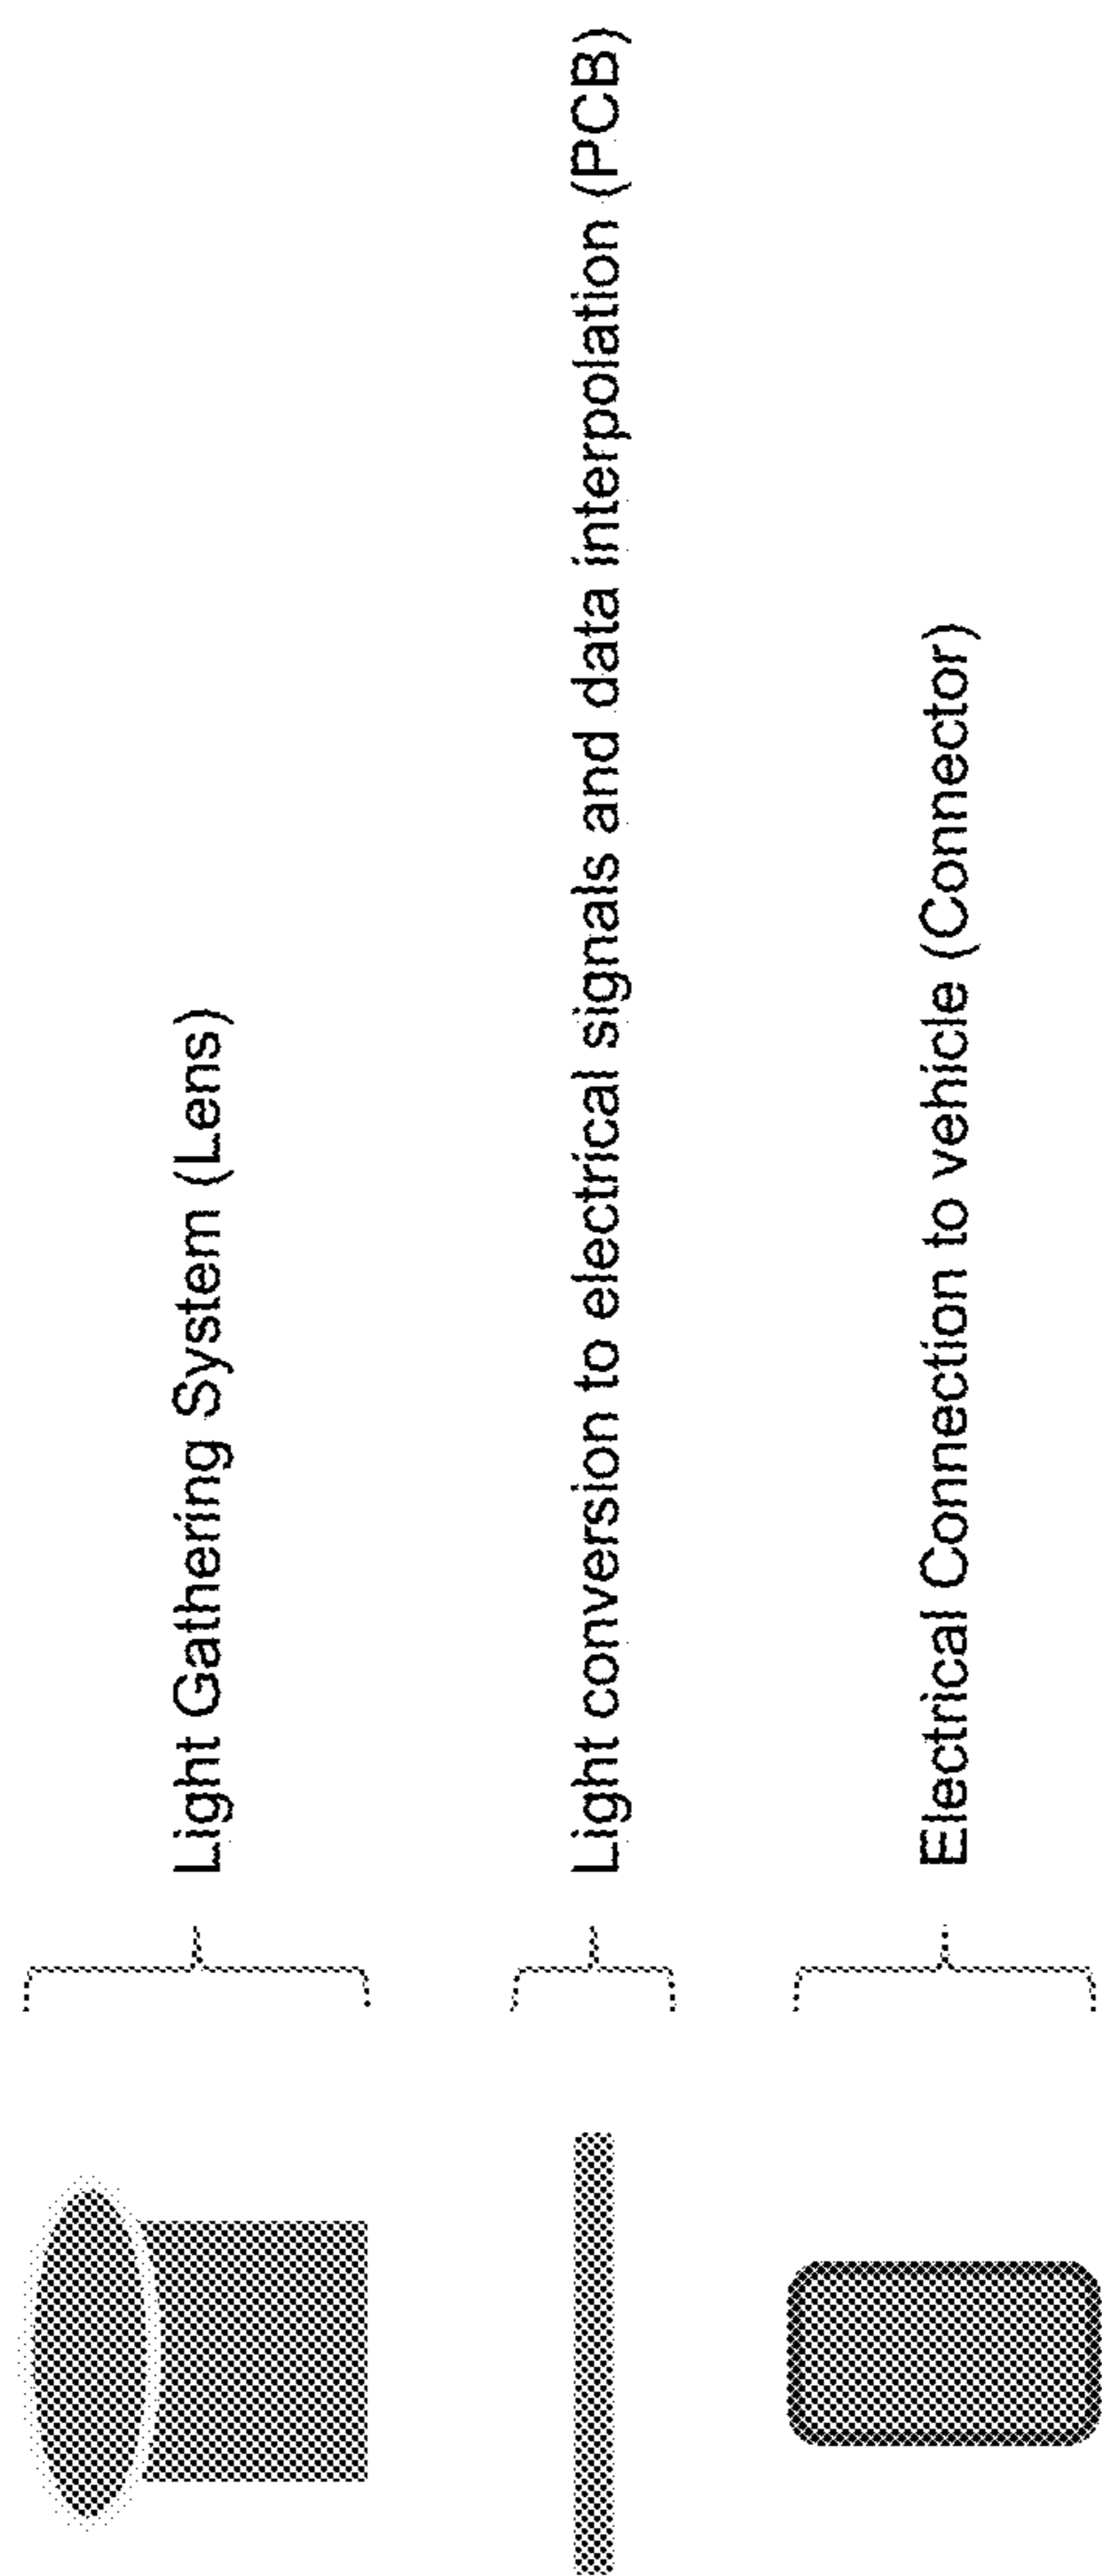 Light Gathering System (Lens)
Light conversion to electrical signals and data interpolation (PCB)
Electrical Connection to vehicle (Connector)